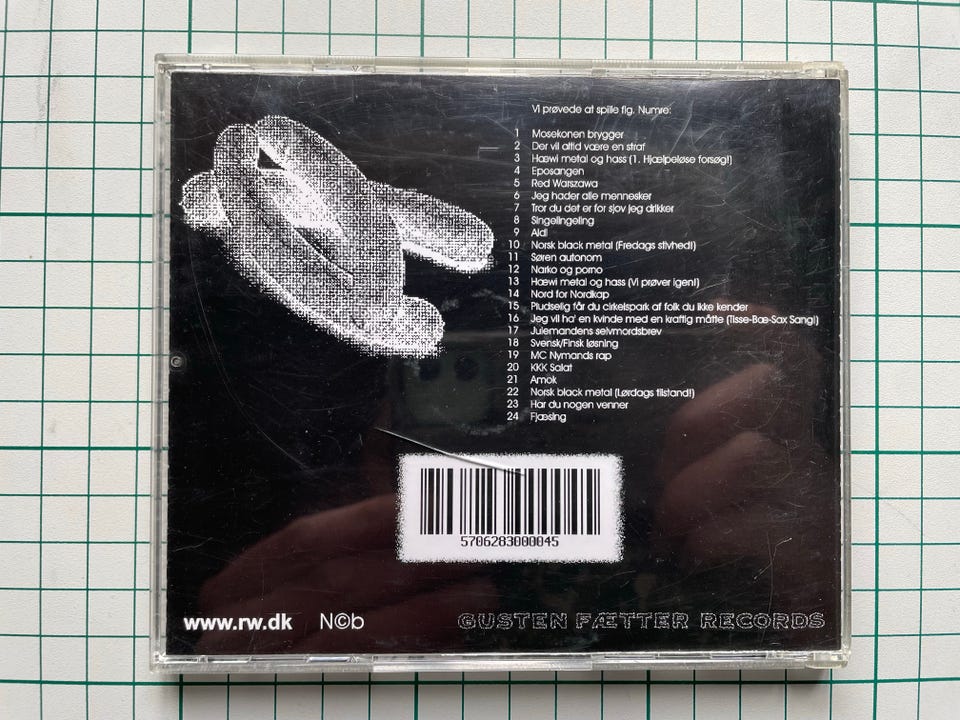 Vi prøvede at spille flg. Numre:
1 Mosekonen brygger
2 Der vil altid være en straf
3 Hæwi metal og hass (1. Hjælpeløse forsøg!)
4 Eposangen
5 Red Warszawa
6 Jeg hader alle mennesker
7 Tror du det er for sjov jeg drikker
8 Singelingeling
9 Aldi
10 Norsk black metal (Fredags stivhed!)
11 Søren autonom
12 Narko og porno
13 Hæwi metal og hass (Vi prøver igen!)
14 Nord for Nordkap
15 Pludselig får du cirkelspark af folk du ikke kender
16 Jeg vil ha' en kvinde med en kraftig måtte (Tisse-Bæ-Sax Sang!)
17 Julemandens selvmordsbrev
18 Svensk/Finsk løsning
19 MC Nymands rap
20 KKK Salat
21 Amok
22 Norsk black metal (Lørdags tilstand!)
23 Har du nogen venner
24 Fjæsing
5706283000045
www.rw.dk N©b GUSTEN FÆTTER RECORDS